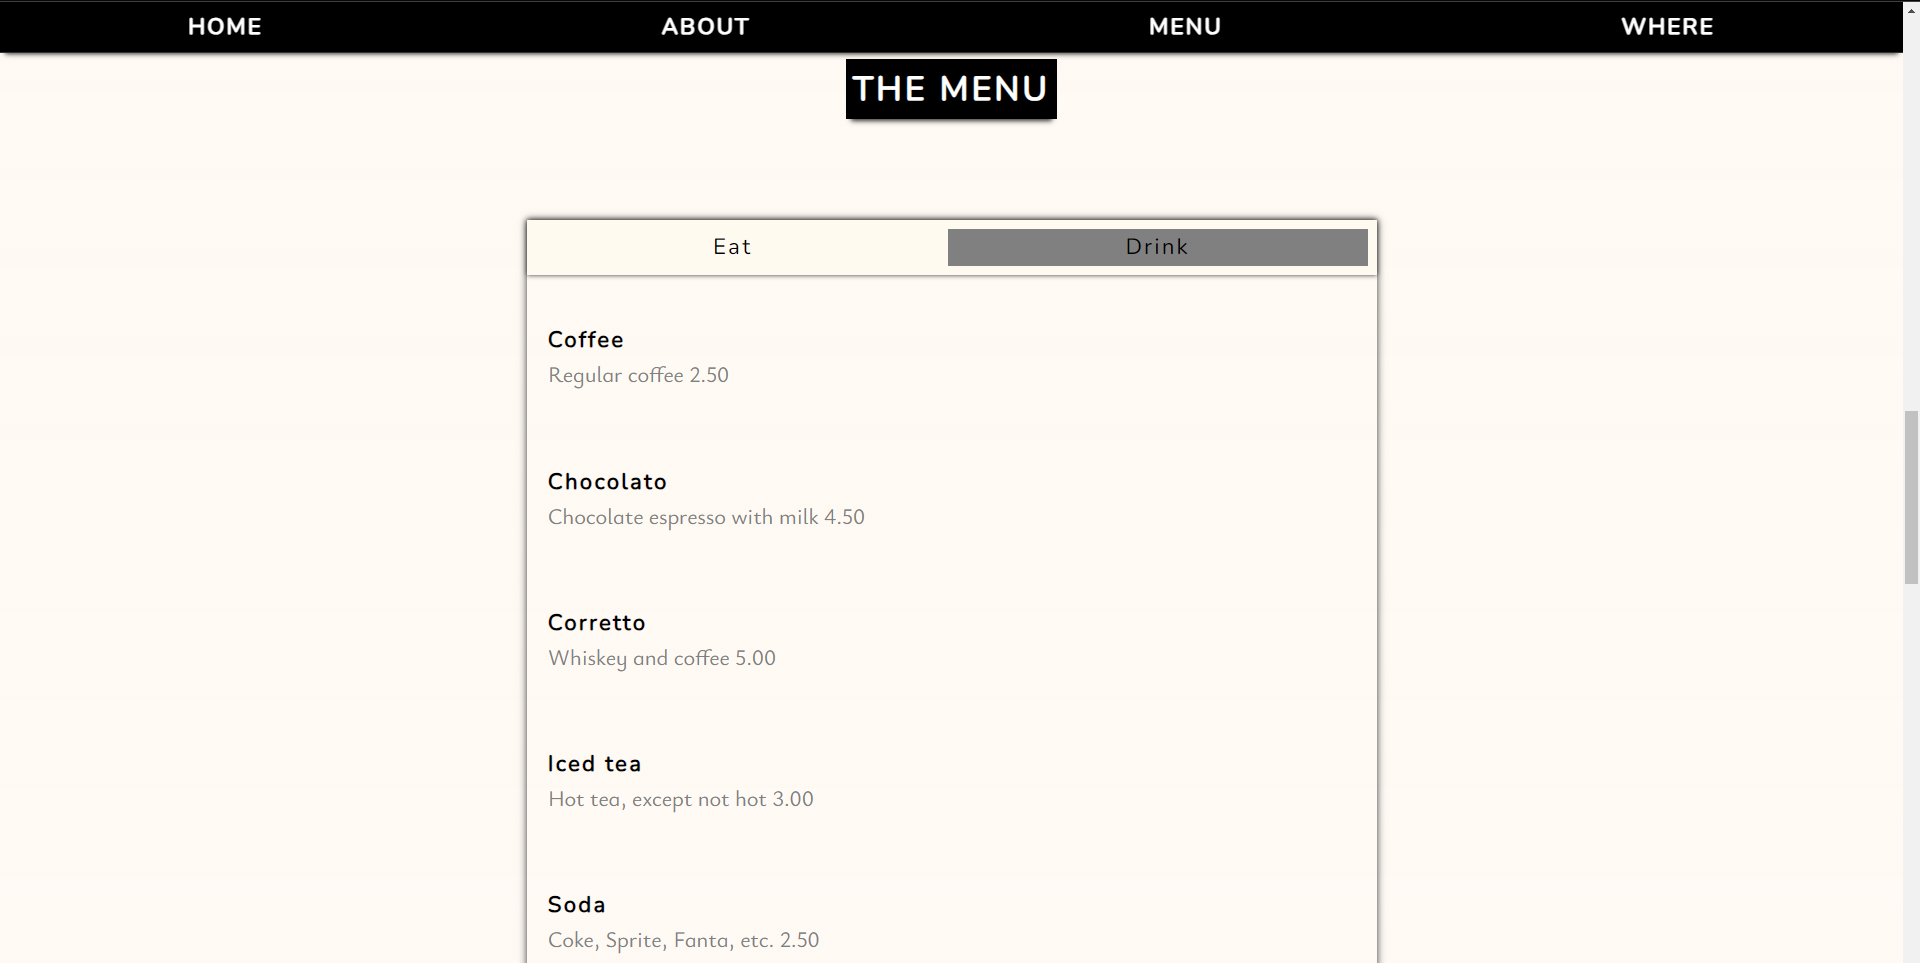 HOME ABOUT MENU WHERE
THE MENU
Eat Drink
Coffee
Regular coffee 2.50
Chocolato
Chocolate espresso with milk 4.50
Corretto
Whiskey and coffee 5.00
Iced tea
Hot tea, except not hot 3.00
Soda
Coke, Sprite, Fanta, etc. 2.50